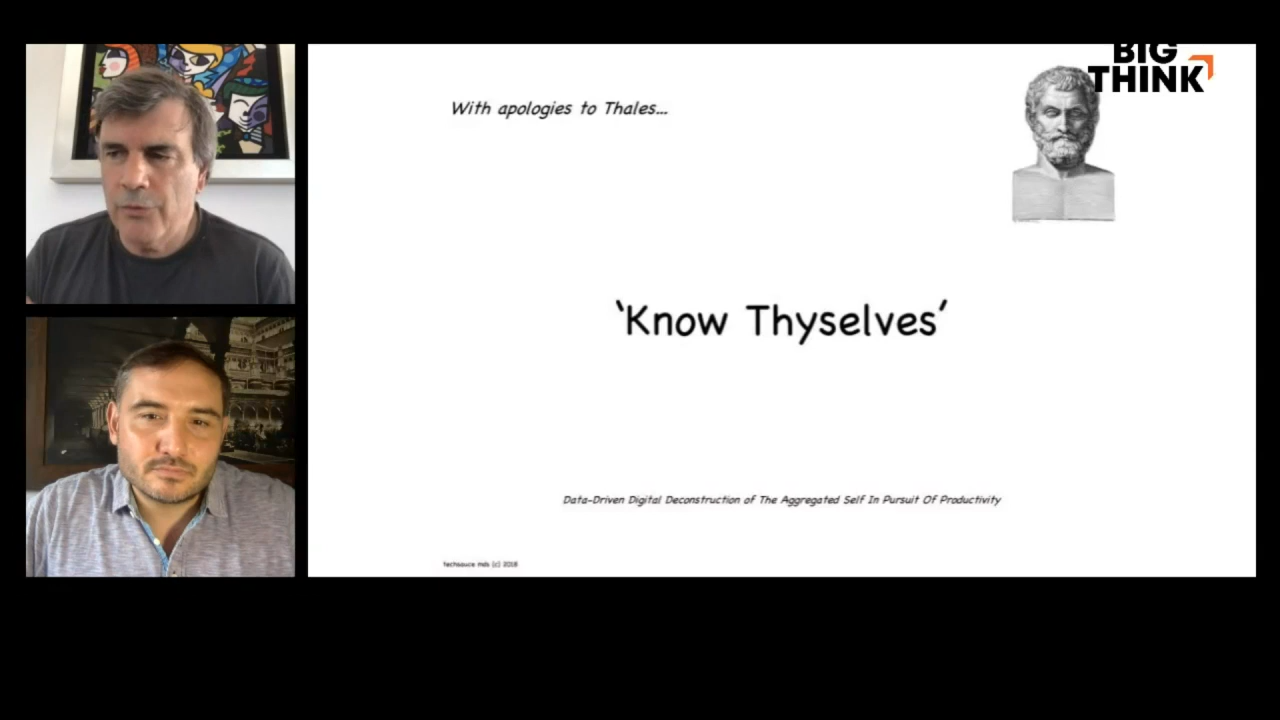 BIG
THINK
With apologies to Thales...
‘Know Thyselves’
Data-Driven Digital Deconstruction of The Aggregated Self In Pursuit Of Productivity
techsauce mds (c) 2018